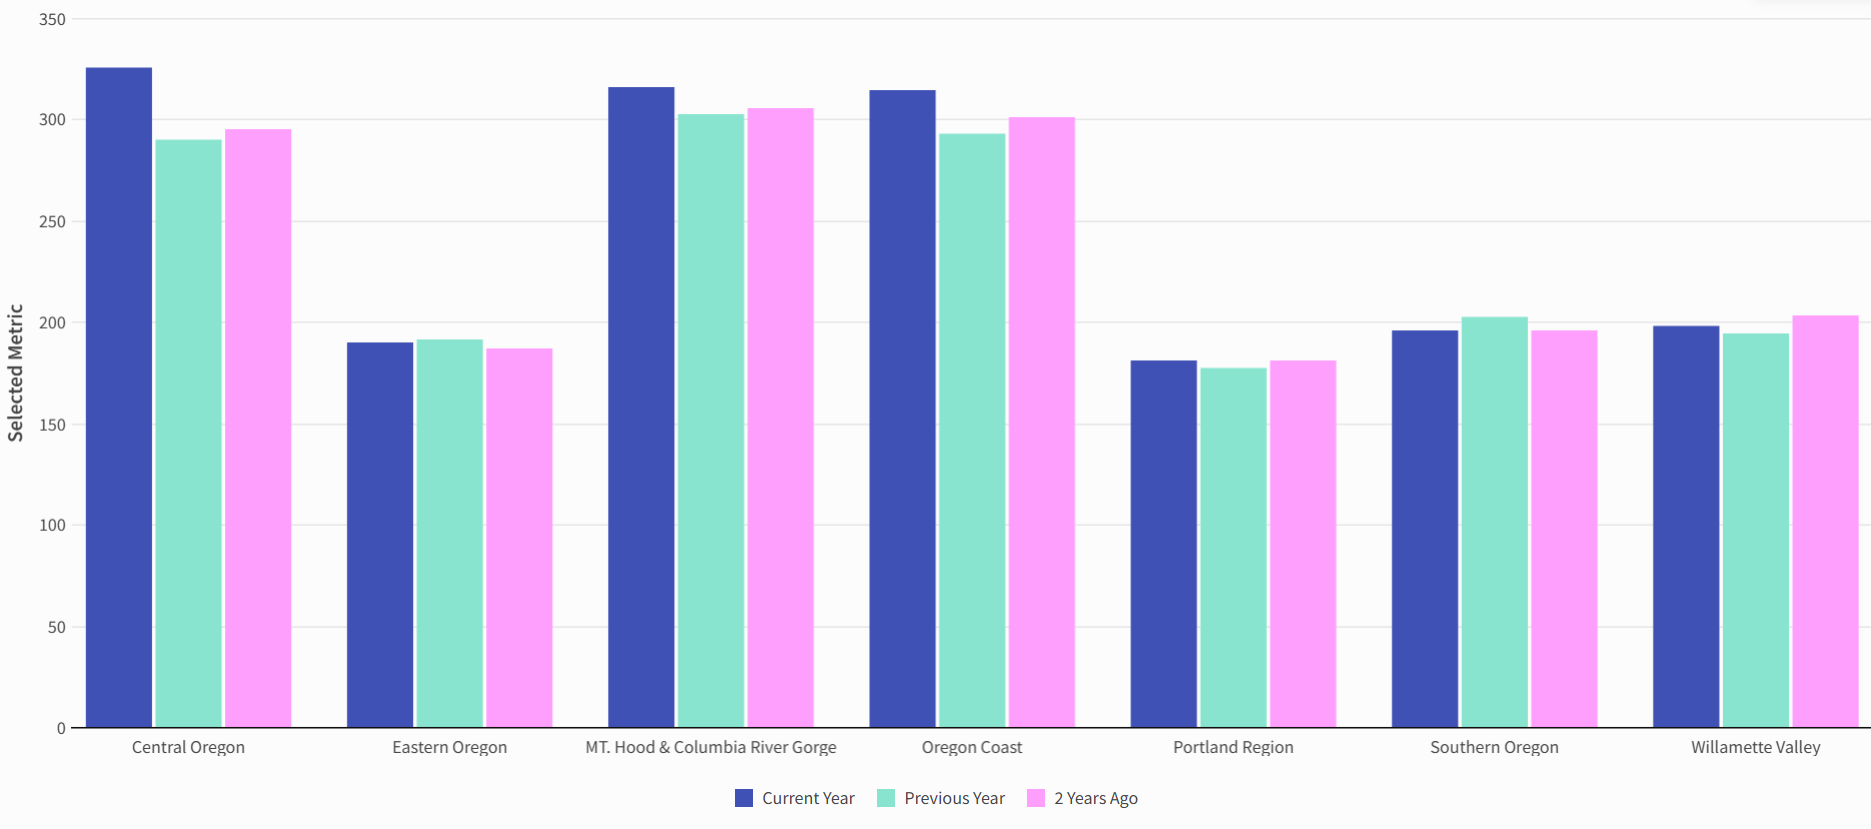 350
300
250
200
150
100
50
0
Selected Metric
Central Oregon
Eastern Oregon
MT. Hood & Columbia River Gorge
Oregon Coast
Portland Region
Southern Oregon
Willamette Valley
Current Year
Previous Year
2 Years Ago